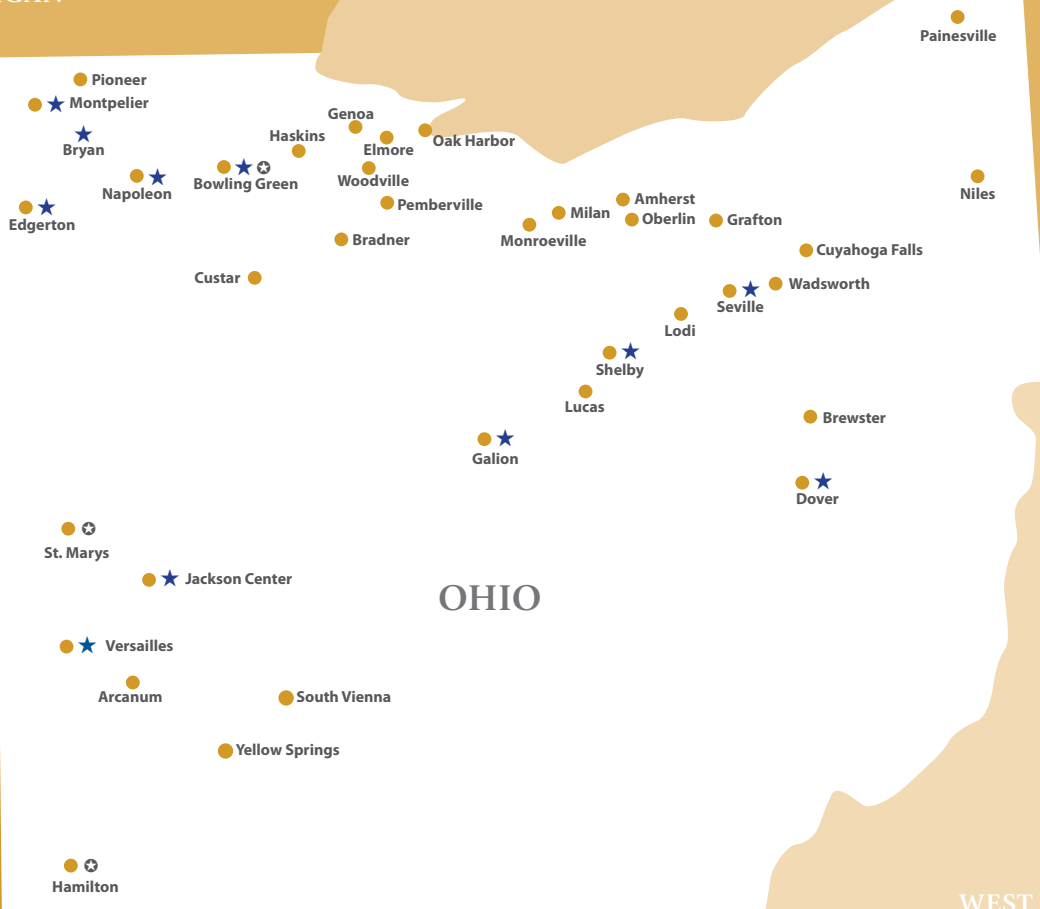 Painesville
Pioneer
Montpelier
Genoa
Bryan
Haskins
Elmore
Oak Harbor
Woodville
Bowling Green
Napoleon
Niles
Amherst
Pemberville
Milan
Oberlin
Grafton
Edgerton
Monroeville
Bradner
Cuyahoga Falls
Custar
Wadsworth
Seville
Lodi
Shelby
Lucas
Brewster
Galion
Dover
St. Marys
Jackson Center
OHIO
Versailles
Arcanum
South Vienna
Yellow Springs
Hamilton
WEST